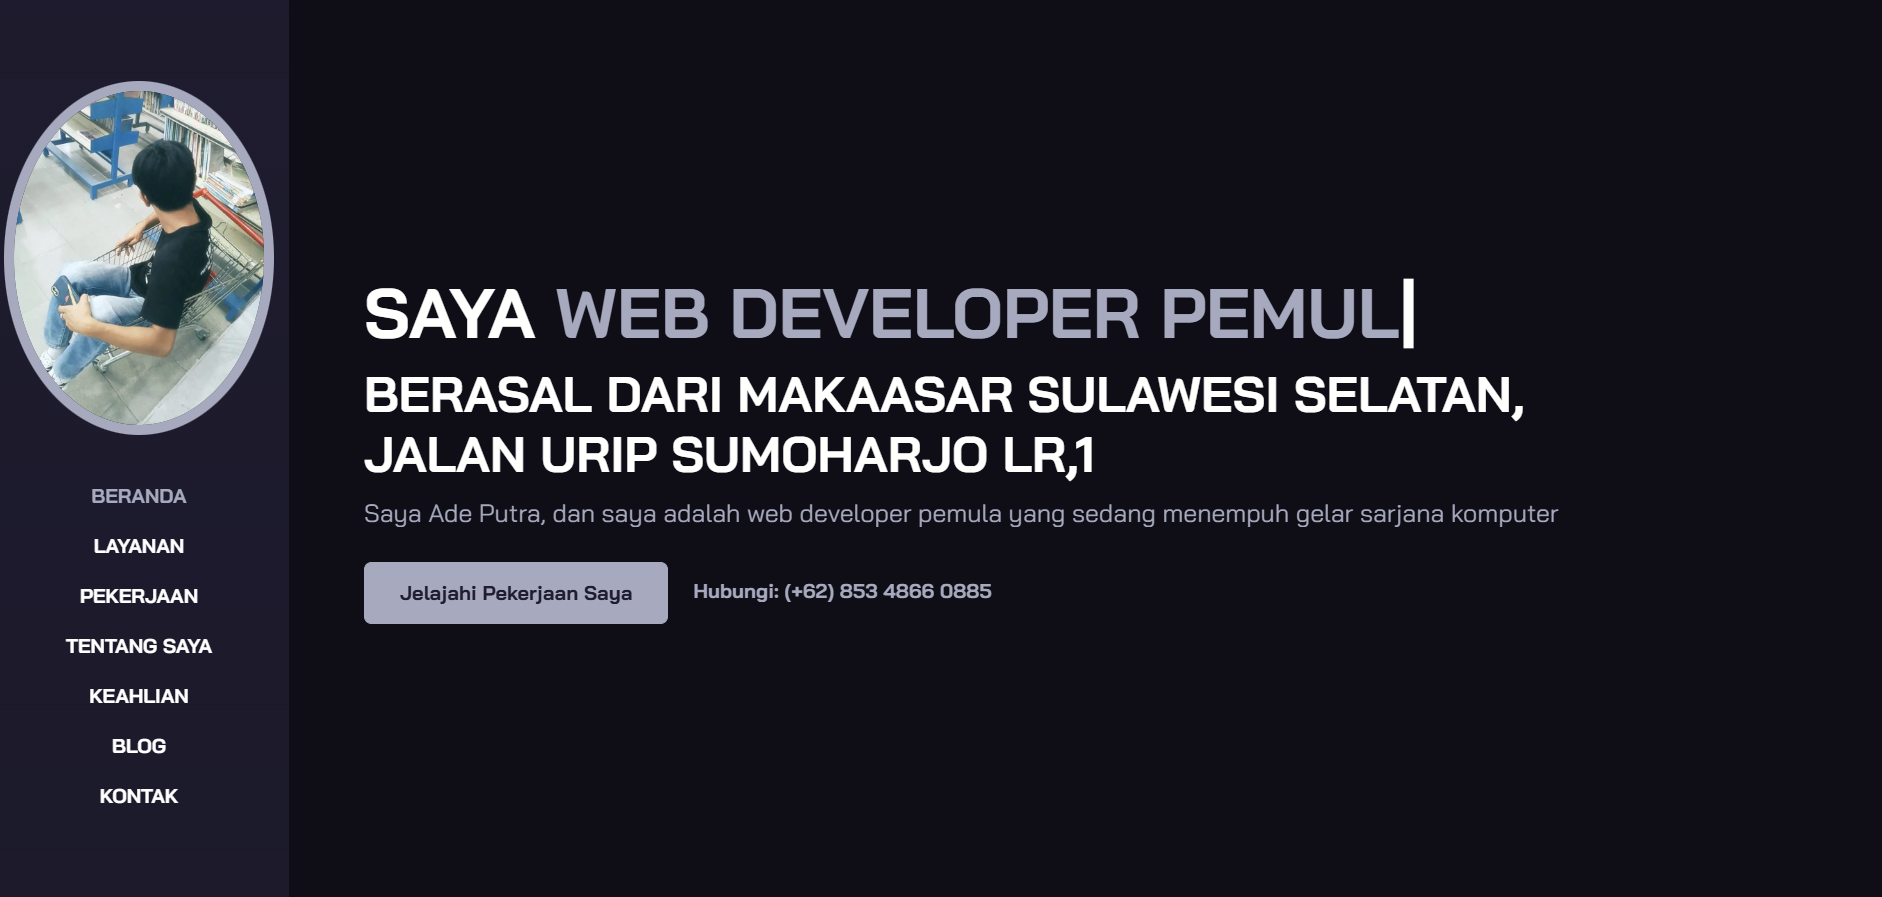 BERANDA
LAYANAN
PEKERJAAN
TENTANG SAYA
KEAHLIAN
BLOG
KONTAK
SAYA WEB DEVELOPER PEMUL|
BERASAL DARI MAKAASAR SULAWESI SELATAN,
JALAN URIP SUMOHARJO LR,1
Saya Ade Putra, dan saya adalah web developer pemula yang sedang menempuh gelar sarjana komputer
Jelajahi Pekerjaan Saya
Hubungi: (+62) 853 4866 0885